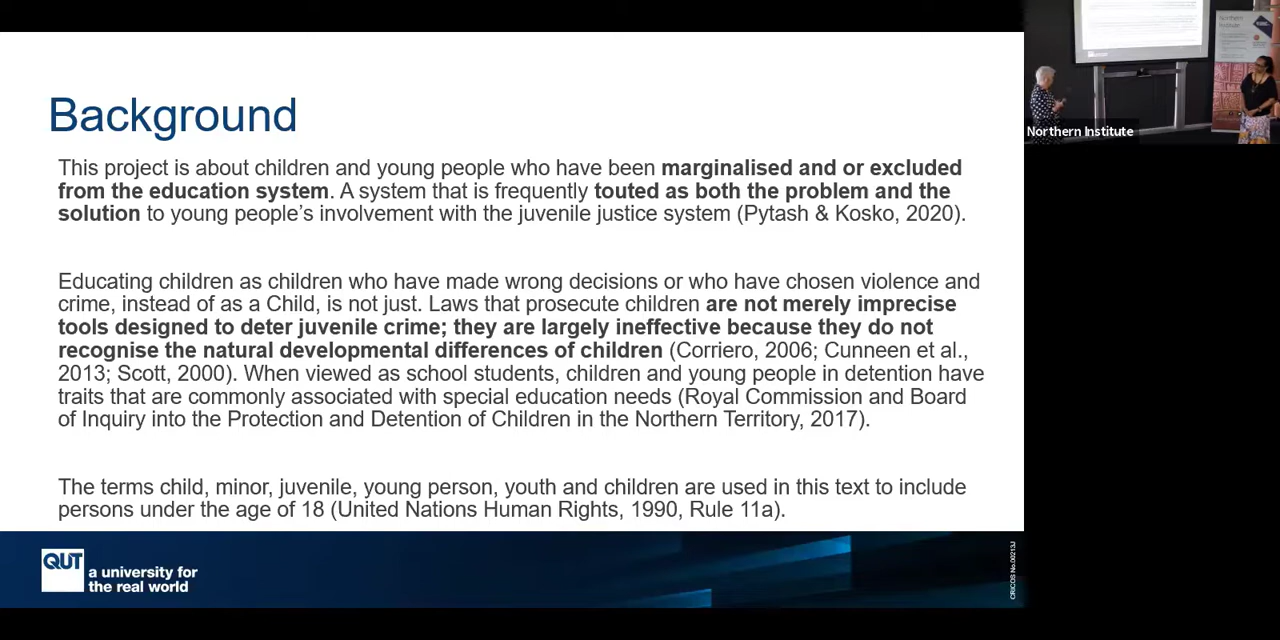 Background
This project is about children and young people who have been marginalised and or excluded
from the education system. A system that is frequently touted as both the problem and the
solution to young people's involvement with the juvenile justice system (Pytash & Kosko, 2020).
Educating children as children who have made wrong decisions or who have chosen violence and
crime, instead of as a Child, is not just. Laws that prosecute children are not merely imprecise
tools designed to deter juvenile crime; they are largely ineffective because they do not
recognise the natural developmental differences of children (Corriero, 2006; Cunneen et al.,
2013; Scott, 2000). When viewed as school students, children and young people in detention have
traits that are commonly associated with special education needs (Royal Commission and Board
of Inquiry into the Protection and Detention of Children in the Northern Territory, 2017).
The terms child, minor, juvenile, young person, youth and children are used in this text to include
persons under the age of 18 (United Nations Human Rights, 1990, Rule 11a).
QUT
a university for
the real world
CRICOS No.00213J
Northern
Institute
Northern Institute